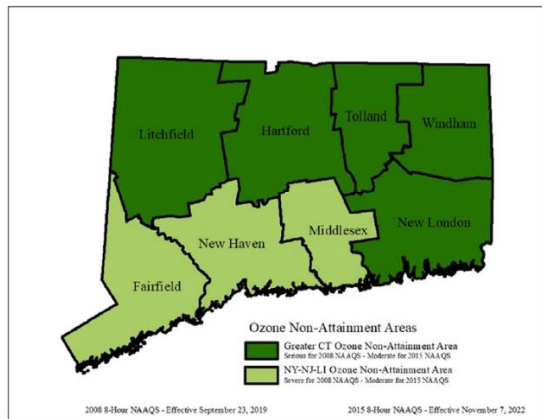 Litchfield
Hartford
Tolland
Windham
New Haven
Middlesex
New London
Fairfield
Ozone Non-Attainment Areas
Greater CT Ozone Non-Attainment Area
Serious for 2008 NAAQS - Moderate for 2015 NAAQS
NY-NJ-LI Ozone Non-Attainment Area
Severe for 2008 NAAQS - Moderate for 2015 NAAQS
2008 8-Hour NAAQS - Effective September 23, 2019 2015 8-Hour NAAQS - Effective November 7, 2022